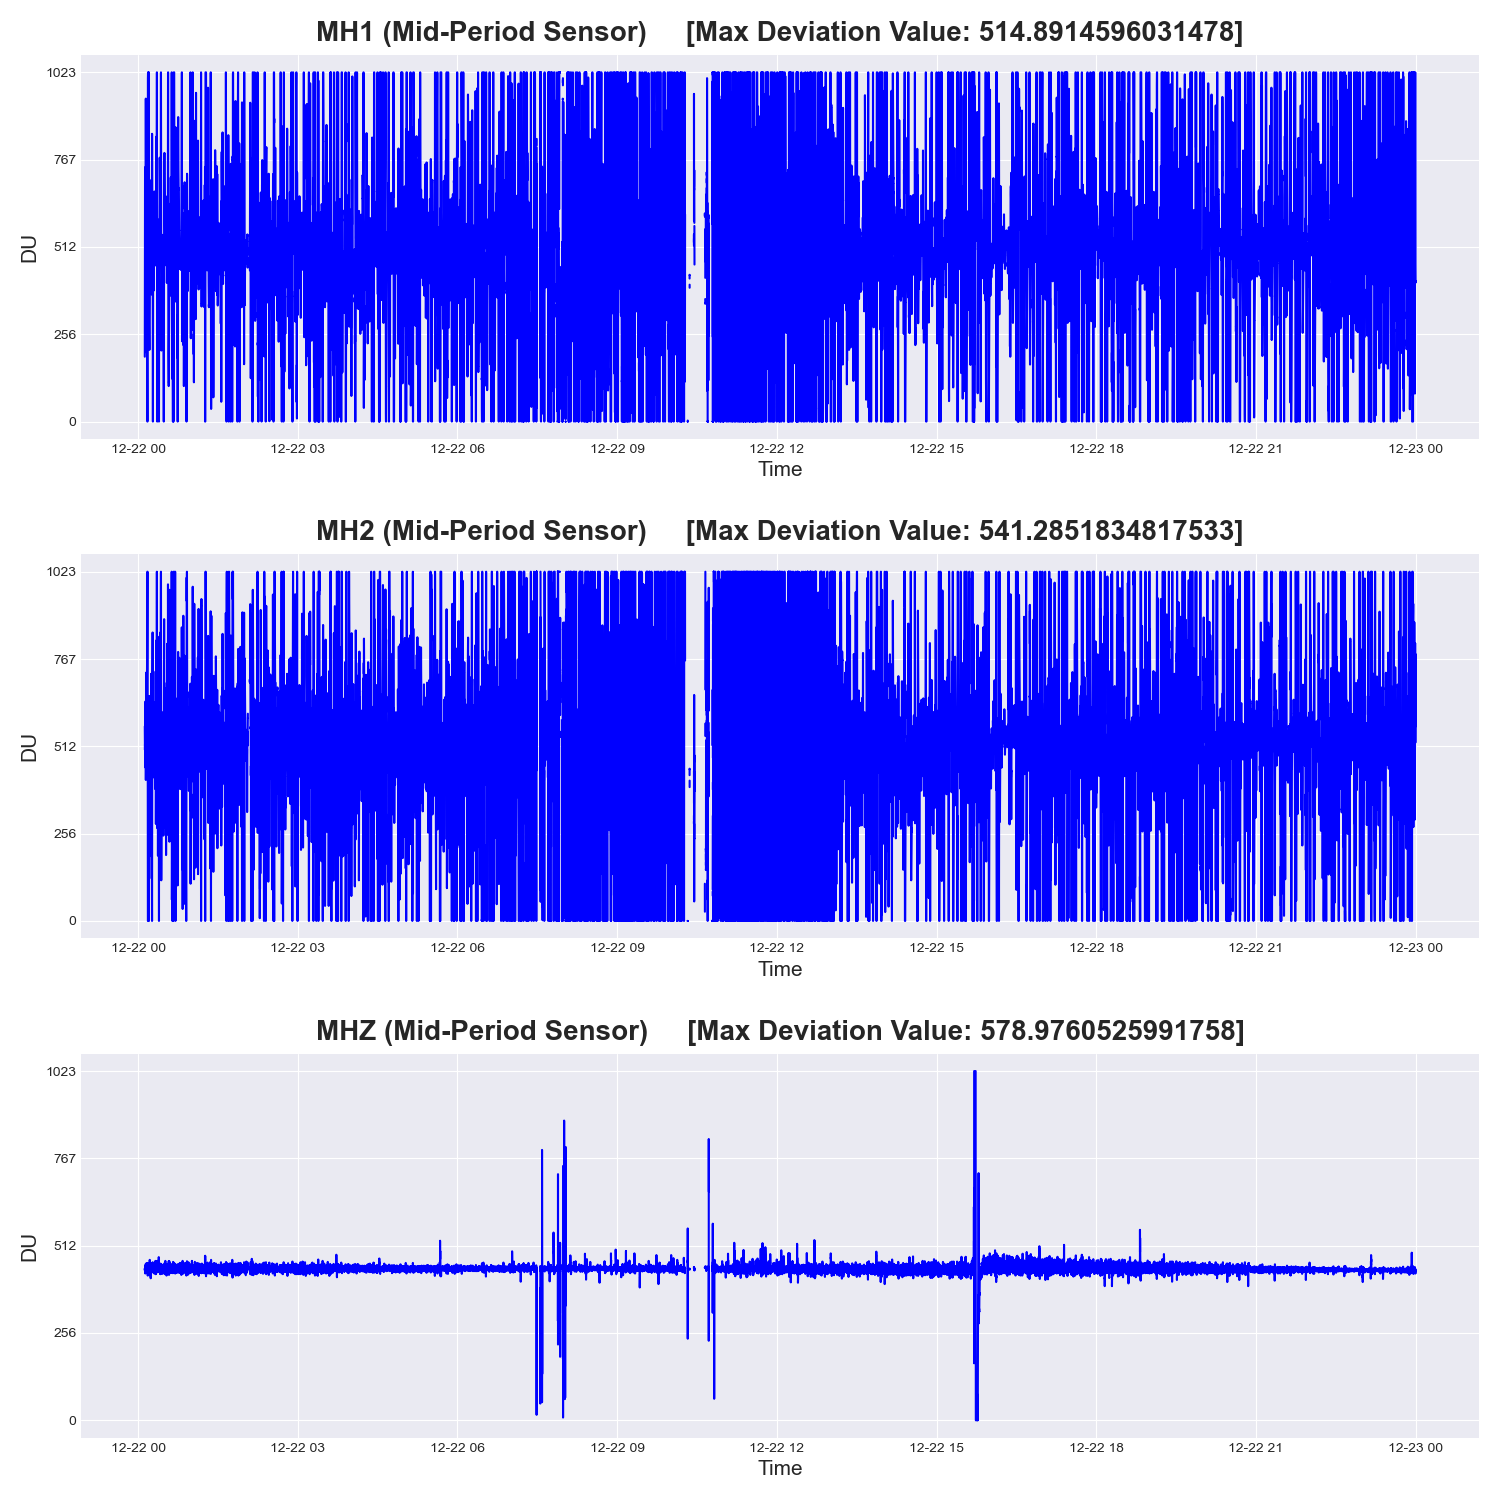 MH1 (Mid-Period Sensor) [Max Deviation Value: 514.8914596031478]
1023
767
512
256
0
DU
12-22 00 12-22 03 12-22 06 12-22 09 12-22 12 12-22 15 12-22 18 12-22 21 12-23 00
Time
MH2 (Mid-Period Sensor) [Max Deviation Value: 541.2851834817533]
1023
767
512
256
0
DU
12-22 00 12-22 03 12-22 06 12-22 09 12-22 12 12-22 15 12-22 18 12-22 21 12-23 00
Time
MHZ (Mid-Period Sensor) [Max Deviation Value: 578.9760525991758]
1023
767
512
256
0
DU
12-22 00 12-22 03 12-22 06 12-22 09 12-22 12 12-22 15 12-22 18 12-22 21 12-23 00
Time